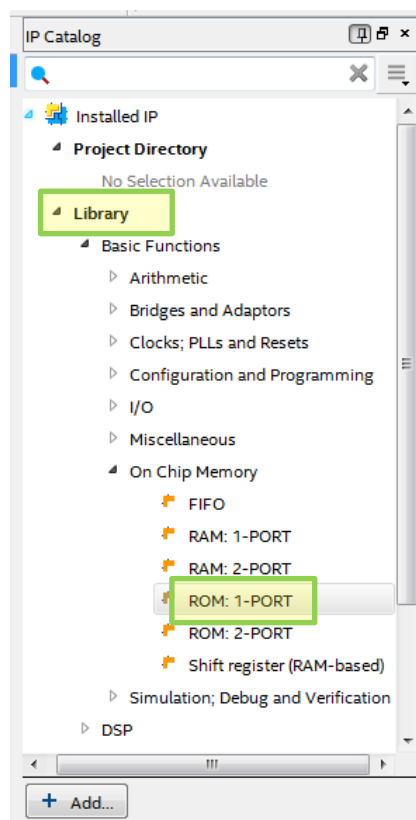 IP Catalog
Installed IP
Project Directory
No Selection Available
Library
Basic Functions
Arithmetic
Bridges and Adaptors
Clocks; PLLs and Resets
Configuration and Programming
I/O
Miscellaneous
On Chip Memory
FIFO
RAM: 1-PORT
RAM: 2-PORT
ROM: 1-PORT
ROM: 2-PORT
Shift register (RAM-based)
Simulation; Debug and Verification
DSP
+ Add...